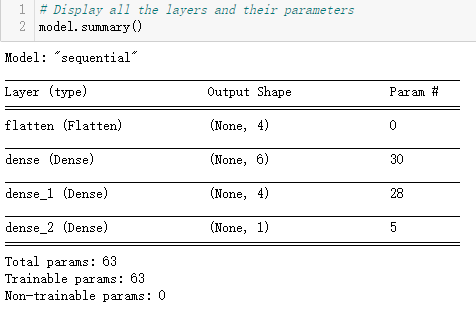 1 # Display all the layers and their parameters
2 model.summary()
Model: "sequential"
Layer (type) Output Shape Param #
flatten (Flatten) (None, 4) 0
dense (Dense) (None, 6) 30
dense_1 (Dense) (None, 4) 28
dense_2 (Dense) (None, 1) 5
Total params: 63
Trainable params: 63
Non-trainable params: 0